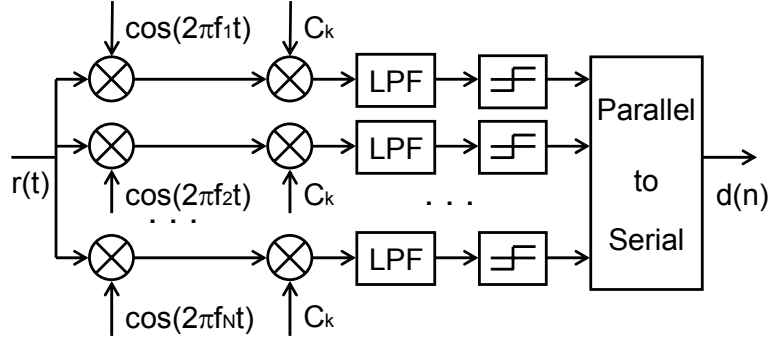 cos(2πf₁t) Cₖ
LPF
r(t)
cos(2πf₂t) Cₖ
LPF
. . .
. . .
cos(2πf_Nt) Cₖ
LPF
Parallel
to
Serial
d(n)